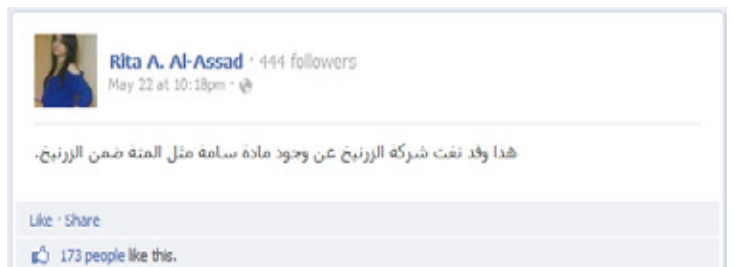 Rita A. Al-Assad · 444 followers
May 22 at 10:18pm ·
هذا وقد نفت شركة الزرنيخ عن وجود مادة سامة مثل المتة ضمن الزرنيخ.
Like · Share
173 people like this.